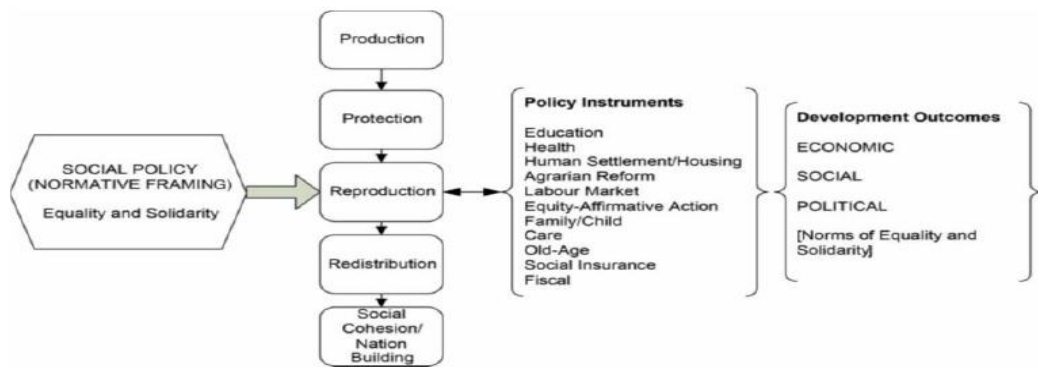 SOCIAL POLICY
(NORMATIVE FRAMING)
Equality and Solidarity
Production
Protection
Reproduction
Redistribution
Social
Cohesion/
Nation
Building
Policy Instruments
Education
Health
Human Settlement/Housing
Agrarian Reform
Labour Market
Equity-Affirmative Action
Family/Child
Care
Old-Age
Social Insurance
Fiscal
Development Outcomes
ECONOMIC
SOCIAL
POLITICAL
[Norms of Equality and
Solidarity]